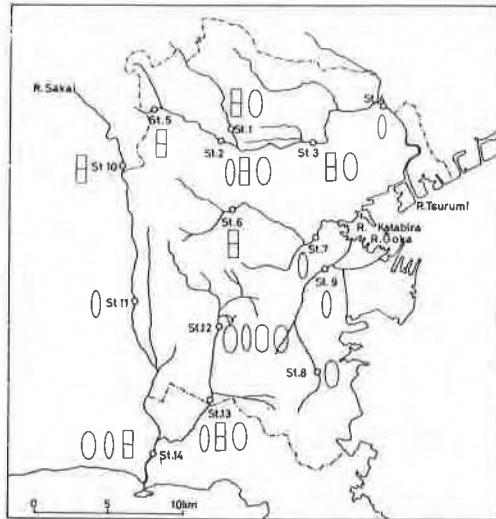 R. Sakai
St.
St.5
St.1
St.2
St.3
St 10
R.Tsurumi
St.6
R. Katabira
R. Goka
St.7
St.9
St 11
St.12
St.8
St.13
St.14
0 5 10km